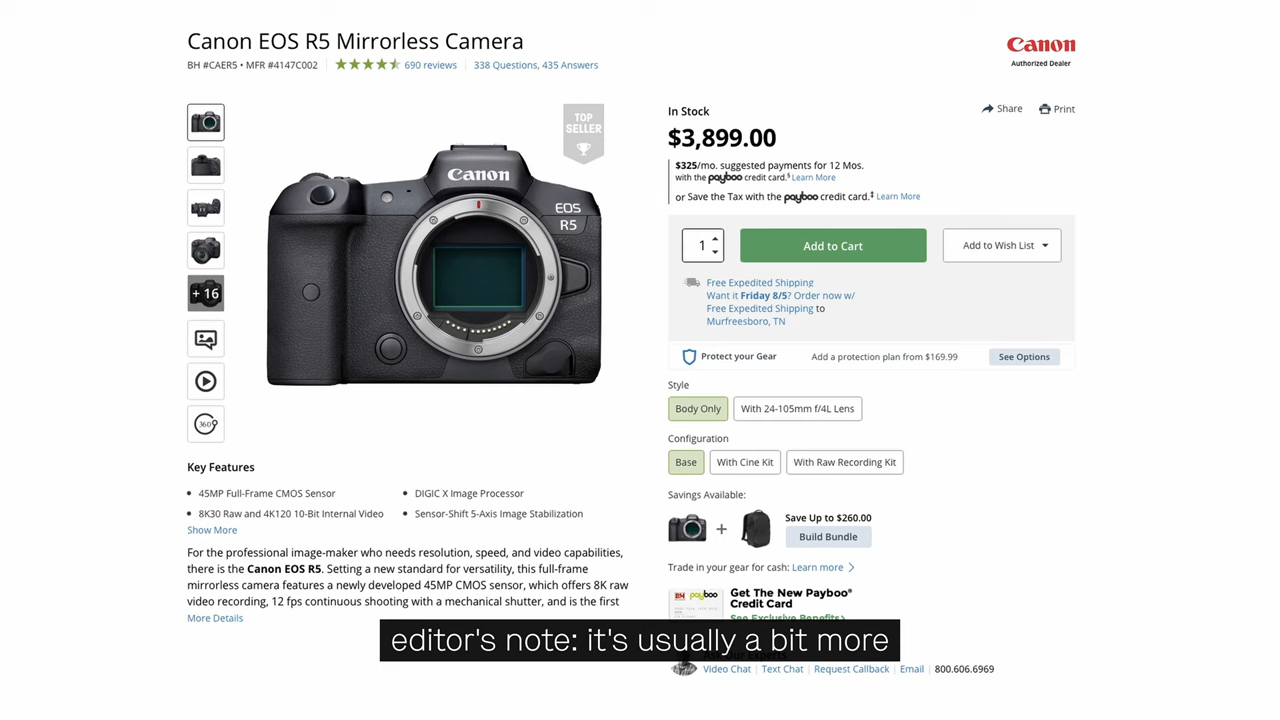 Canon EOS R5 Mirrorless Camera
BH #CAER5 • MFR #4147C002
690 reviews
338 Questions, 435 Answers
Canon
Authorized Dealer
TOP
SELLER
Canon
EOS
R5
+ 16
360º
In Stock
Share
Print
$3,899.00
$325/mo. suggested payments for 12 Mos.
with the payboo credit card.§ Learn More
or Save the Tax with the payboo credit card.‡ Learn More
1
Add to Cart
Add to Wish List
Free Expedited Shipping
Want it Friday 8/5? Order now w/
Free Expedited Shipping to
Murfreesboro, TN
Protect your Gear
Add a protection plan from $169.99
See Options
Style
Body Only
With 24-105mm f/4L Lens
Configuration
Base
With Cine Kit
With Raw Recording Kit
Savings Available:
+
Save Up to $260.00
Build Bundle
Trade in your gear for cash: Learn more
BH payboo
Get The New Payboo®
Credit Card
See Exclusive Benefits
Key Features
• 45MP Full-Frame CMOS Sensor
• DIGIC X Image Processor
• 8K30 Raw and 4K120 10-Bit Internal Video
• Sensor-Shift 5-Axis Image Stabilization
Show More
For the professional image-maker who needs resolution, speed, and video capabilities,
there is the Canon EOS R5. Setting a new standard for versatility, this full-frame
mirrorless camera features a newly developed 45MP CMOS sensor, which offers 8K raw
video recording, 12 fps continuous shooting with a mechanical shutter, and is the first
More Details
editor's note: it's usually a bit more
Video Chat | Text Chat | Request Callback | Email | 800.606.6969